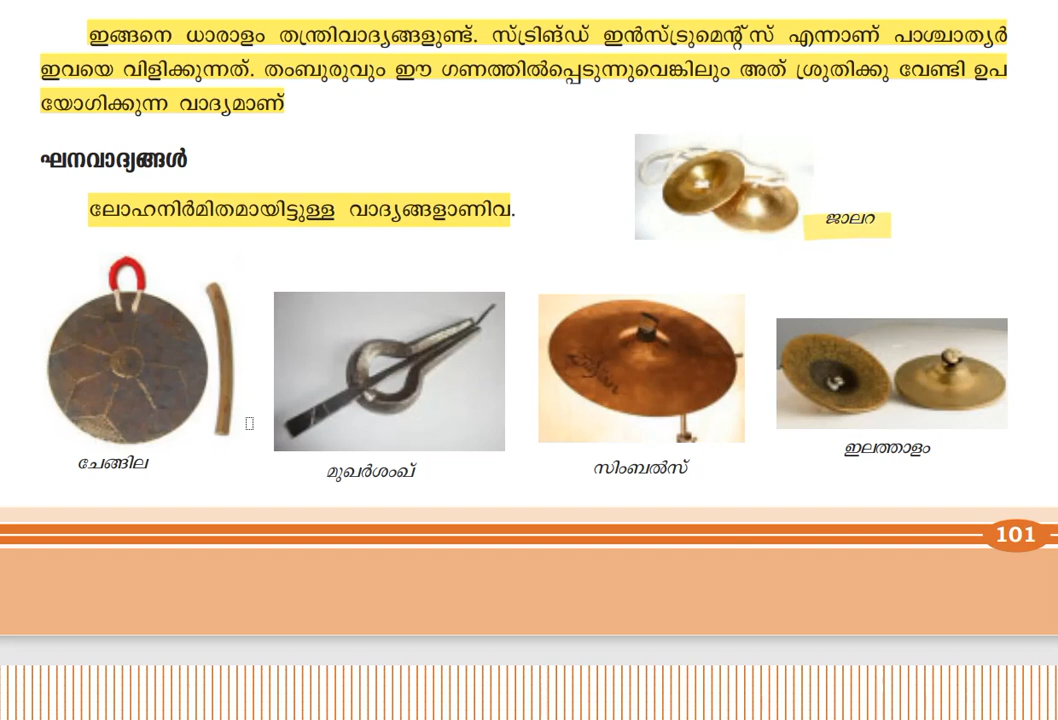 ഇങ്ങനെ ധാരാളം തന്ത്രിവാദ്യങ്ങളുണ്ട്. സ്ട്രിങ്ഡ് ഇൻസ്ട്രുമെന്റ്സ് എന്നാണ് പാശ്ചാത്യർ
ഇവയെ വിളിക്കുന്നത്. തംബുരുവും ഈ ഗണത്തിൽപ്പെടുന്നുവെങ്കിലും അത് ശ്രുതിക്കു വേണ്ടി ഉപ
യോഗിക്കുന്ന വാദ്യമാണ്
ഘനവാദ്യങ്ങൾ
ലോഹനിർമിതമായിട്ടുള്ള വാദ്യങ്ങളാണിവ.
ജാലറ
ചേങ്ങില
മുഖർശംഖ്
സിംബൽസ്
ഇലത്താളം
101